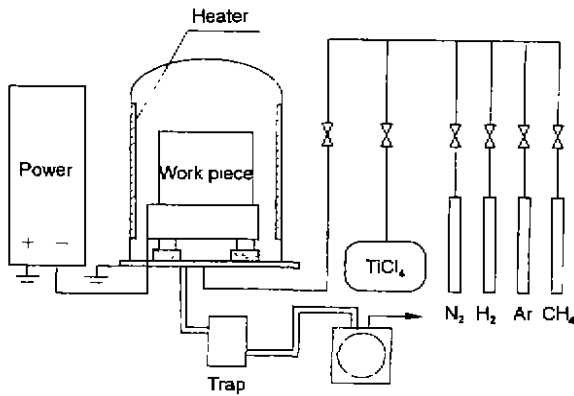 Heater
Power
Work piece
+ −
TiCl₄
N₂ H₂ Ar CH₄
Trap